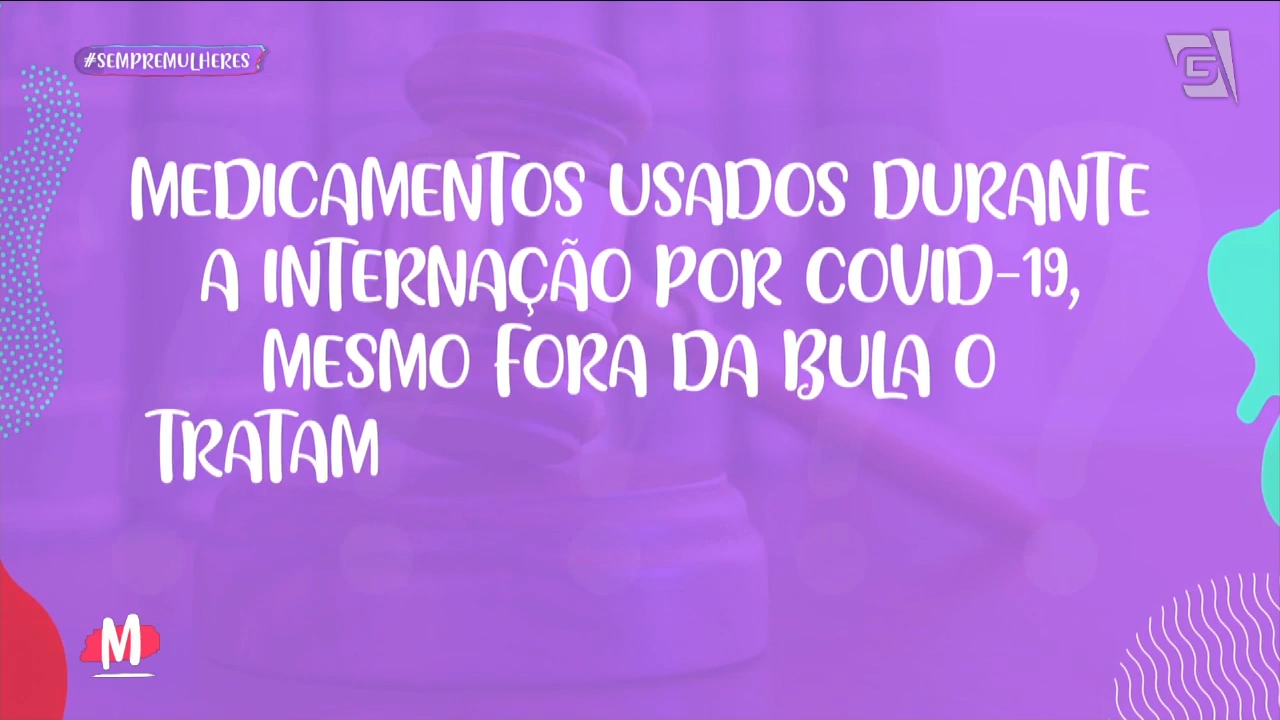 #SEMPREMULHERES
G
MEDICAMENTOS USADOS DURANTE
A INTERNAÇÃO POR COVID-19,
MESMO FORA DA BULA O
TRATAM
M